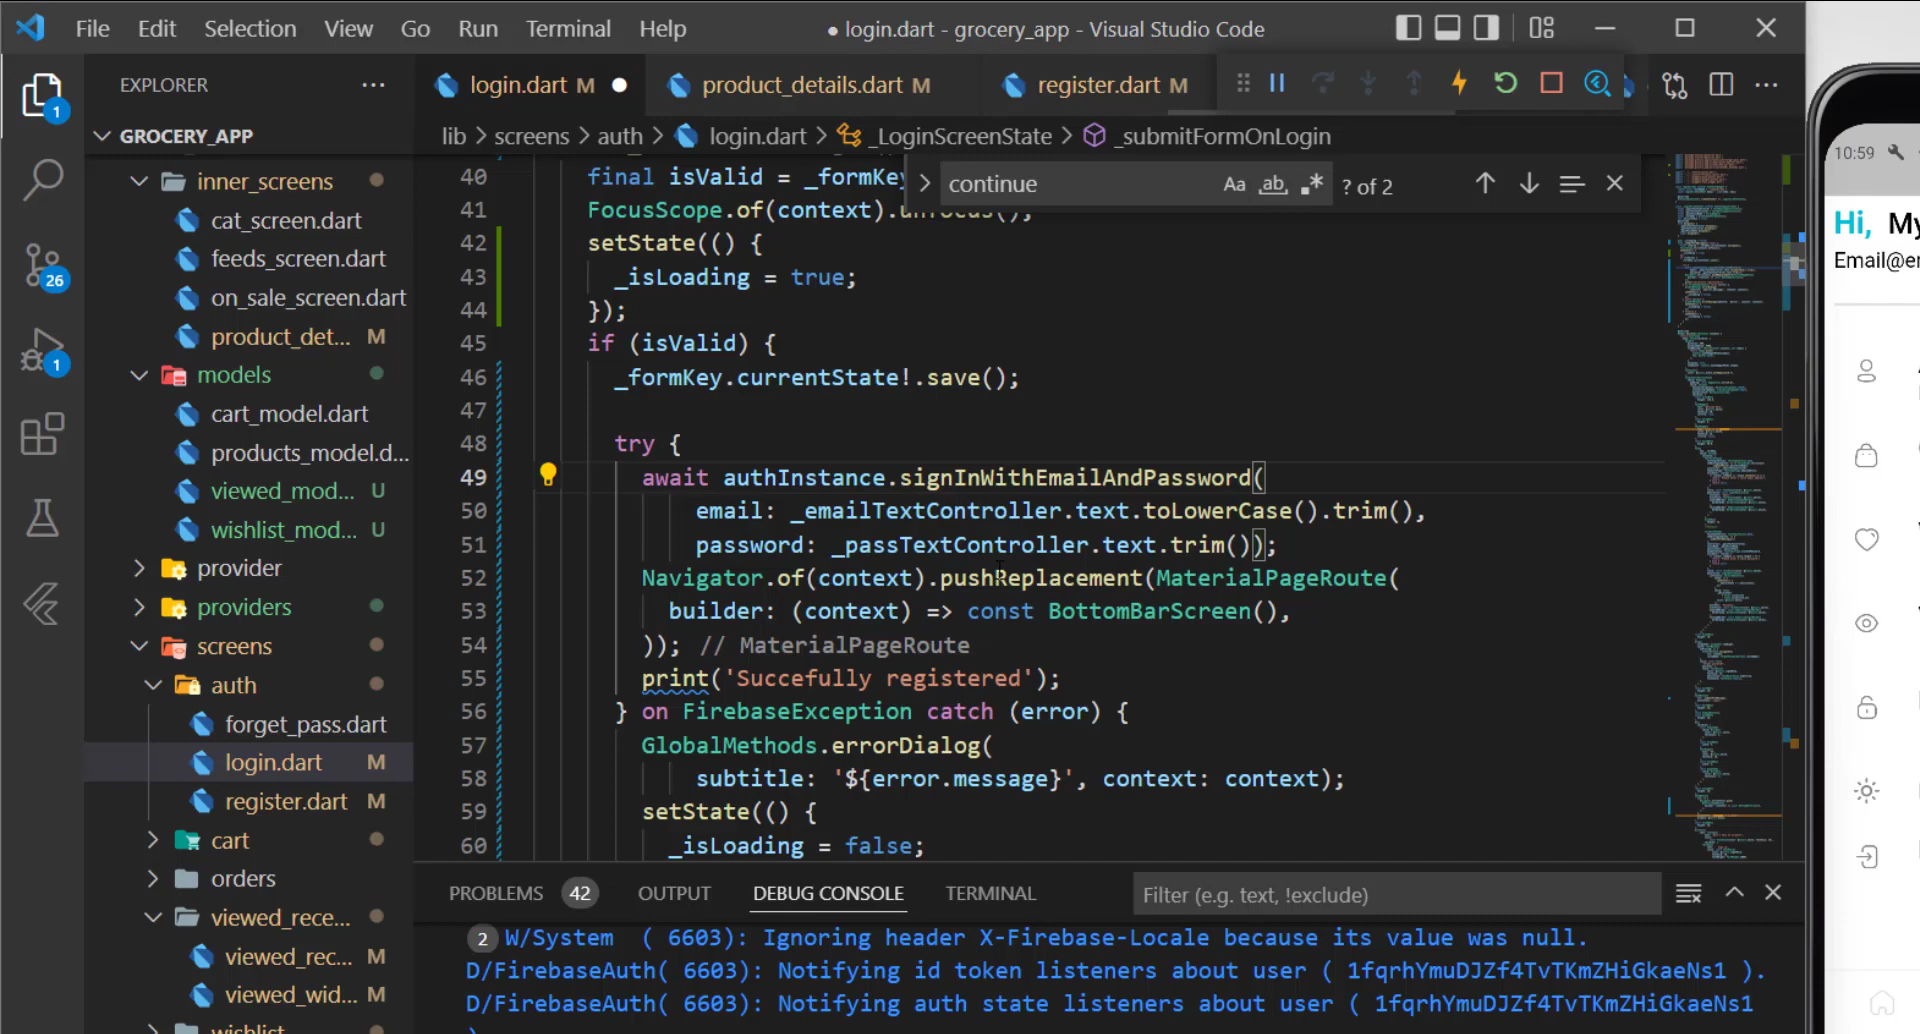 File Edit Selection View Go Run Terminal Help
● login.dart - grocery_app - Visual Studio Code
EXPLORER
GROCERY_APP
inner_screens
cat_screen.dart
feeds_screen.dart
on_sale_screen.dart
product_det... M
models
cart_model.dart
products_model.d...
viewed_mod... U
wishlist_mod... U
provider
providers
screens
auth
forget_pass.dart
login.dart M
register.dart M
cart
orders
viewed_rece...
viewed_rec... M
viewed_wid... M
wishlist
1
26
1
login.dart M
product_details.dart M
register.dart M
lib > screens > auth > login.dart > _LoginScreenState > _submitFormOnLogin
continue
Aa ab ? of 2
40 final isValid = _formKey
41 FocusScope.of(context).unfocus();
42 setState(() {
43 _isLoading = true;
44 });
45 if (isValid) {
46 _formKey.currentState!.save();
47
48 try {
49 await authInstance.signInWithEmailAndPassword(
50 email: _emailTextController.text.toLowerCase().trim(),
51 password: _passTextController.text.trim());
52 Navigator.of(context).pushReplacement(MaterialPageRoute(
53 builder: (context) => const BottomBarScreen(),
54 )); // MaterialPageRoute
55 print('Succefully registered');
56 } on FirebaseException catch (error) {
57 GlobalMethods.errorDialog(
58 subtitle: '${error.message}', context: context);
59 setState(() {
60 _isLoading = false;
PROBLEMS 42 OUTPUT DEBUG CONSOLE TERMINAL
Filter (e.g. text, !exclude)
2 W/System ( 6603): Ignoring header X-Firebase-Locale because its value was null.
D/FirebaseAuth( 6603): Notifying id token listeners about user ( 1fqrhYmuDJZf4TvTKmZHiGkaeNs1 ).
D/FirebaseAuth( 6603): Notifying auth state listeners about user ( 1fqrhYmuDJZf4TvTKmZHiGkaeNs1
10:59
Hi, My
Email@e